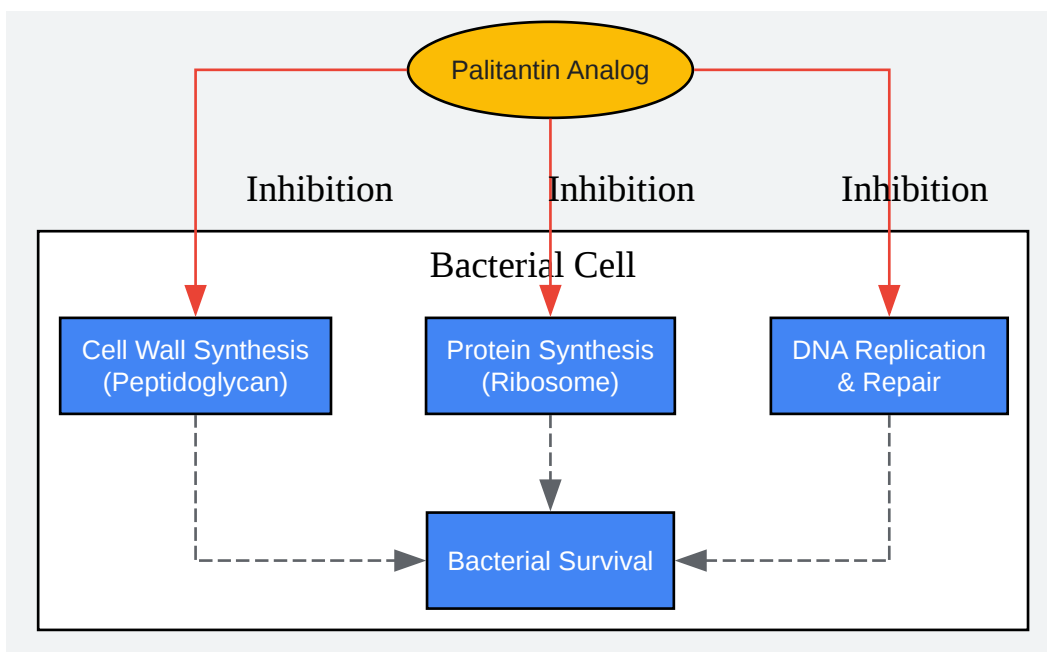 Palitantin Analog
Inhibition
Inhibition
Inhibition
Bacterial Cell
Cell Wall Synthesis
(Peptidoglycan)
Protein Synthesis
(Ribosome)
DNA Replication
& Repair
Bacterial Survival